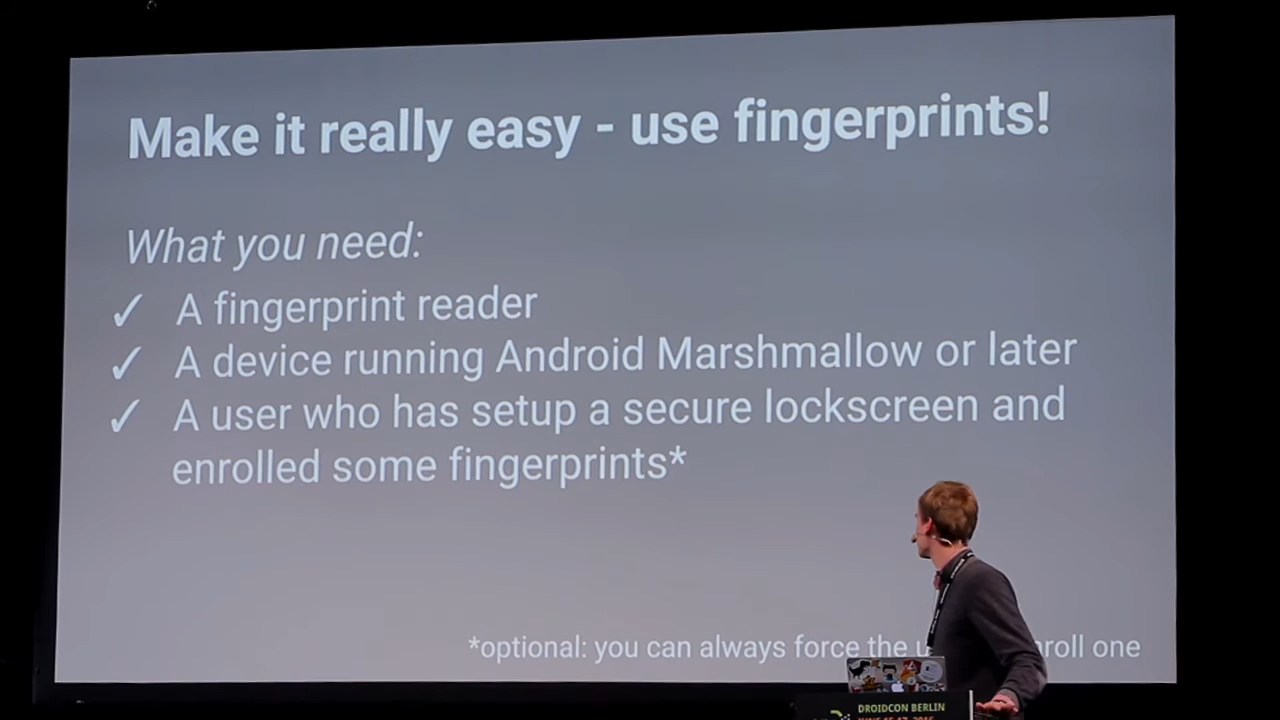 Make it really easy - use fingerprints!
What you need:
✓ A fingerprint reader
✓ A device running Android Marshmallow or later
✓ A user who has setup a secure lockscreen and
enrolled some fingerprints*
*optional: you can always force the one
DROIDCON BERLIN